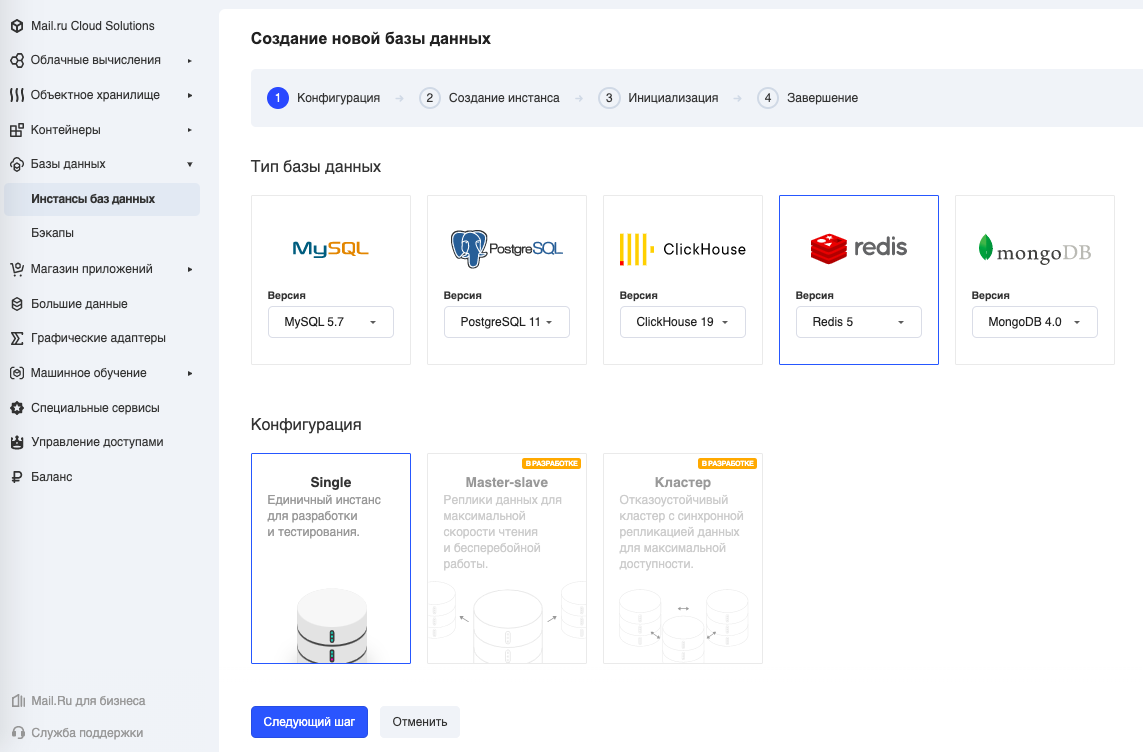 Mail.ru Cloud Solutions
Облачные вычисления
Объектное хранилище
Контейнеры
Базы данных
Инстансы баз данных
Бэкапы
Магазин приложений
Большие данные
Графические адаптеры
Машинное обучение
Специальные сервисы
Управление доступами
Баланс
Mail.Ru для бизнеса
Служба поддержки
Создание новой базы данных
1 Конфигурация → 2 Создание инстанса → 3 Инициализация → 4 Завершение
Тип базы данных
MySQL
Версия
MySQL 5.7
PostgreSQL
Версия
PostgreSQL 11
ClickHouse
Версия
ClickHouse 19
redis
Версия
Redis 5
mongoDB
Версия
MongoDB 4.0
Конфигурация
Single
Единичный инстанс
для разработки
и тестирования.
В РАЗРАБОТКЕ
Master-slave
Реплики данных для
максимальной
скорости чтения
и бесперебойной
работы.
В РАЗРАБОТКЕ
Кластер
Отказоустойчивый
кластер с синхронной
репликацией данных
для максимальной
доступности.
Следующий шаг
Отменить